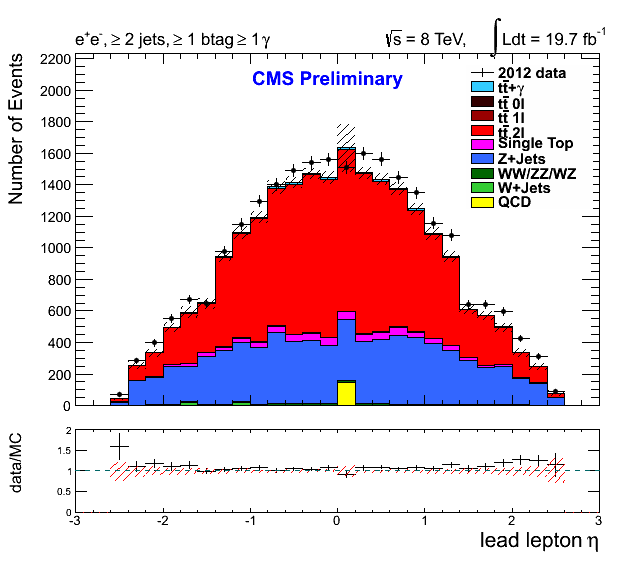 e⁺e⁻, ≥ 2 jets, ≥ 1 btag ≥ 1 γ
√s = 8 TeV, ∫ Ldt = 19.7 fb⁻¹
CMS Preliminary
2012 data
tt̄+γ
tt̄ 0l
tt̄ 1l
tt̄ 2l
Single Top
Z+Jets
WW/ZZ/WZ
W+Jets
QCD
Number of Events
2200
2000
1800
1600
1400
1200
1000
800
600
400
200
0
data/MC
2
1.5
1
0.5
0
-3 -2 -1 0 1 2 3
lead lepton η